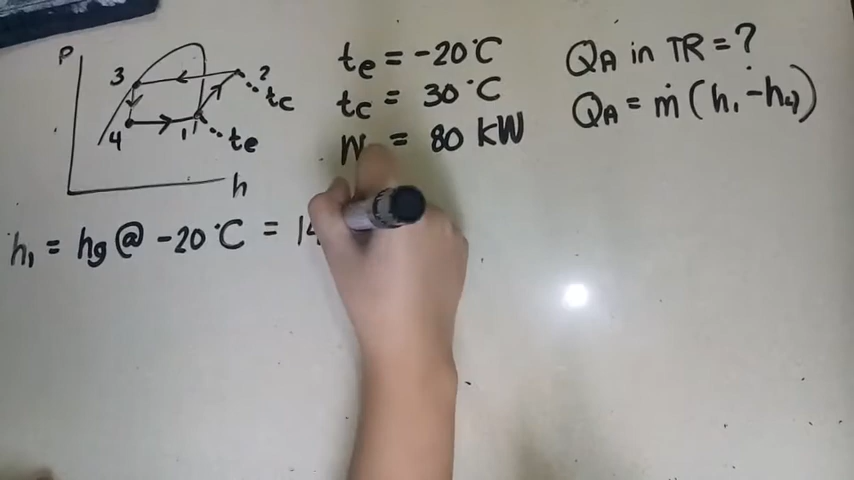 P
3
2
tc
4
1
te
h
te = -20°C
tc = 30°C
W = 80 KW
QA in TR = ?
QA = ṁ (h1 - h4)
h1 = hg @ -20°C = 14